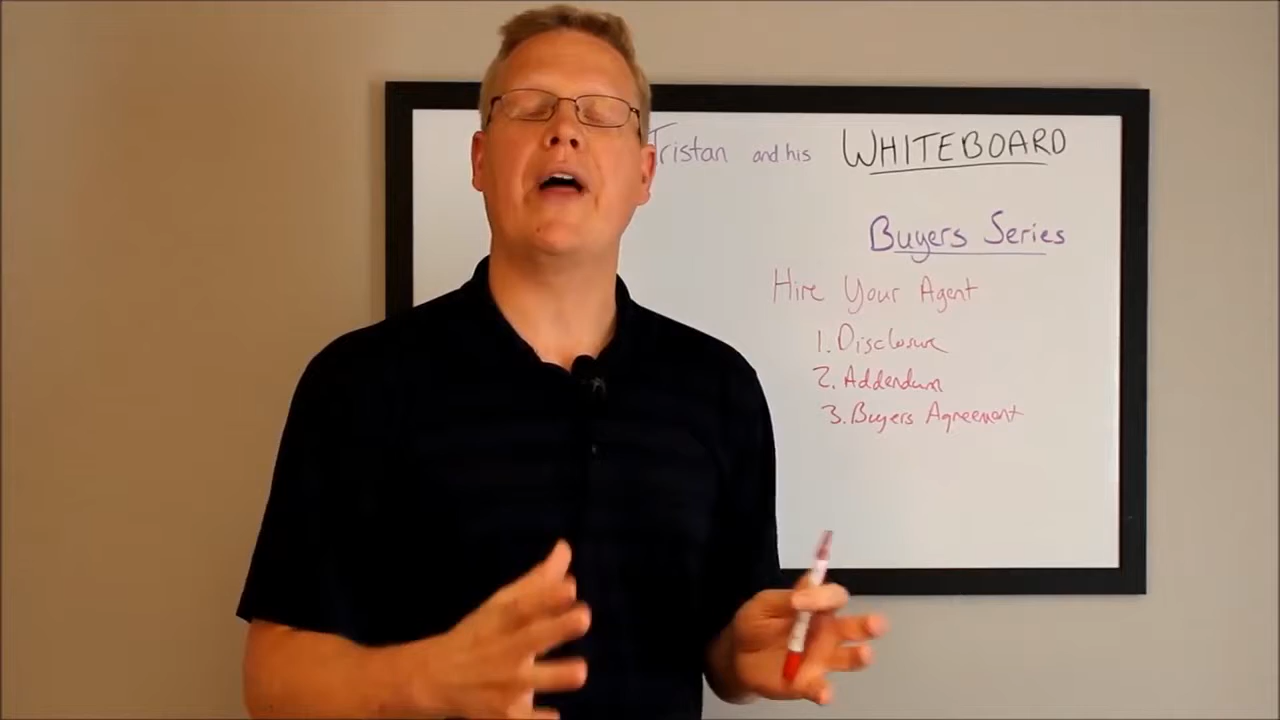 Tristan and his WHITEBOARD
Buyers Series
Hire Your Agent
1. Disclosure
2. Addendum
3. Buyers Agreement